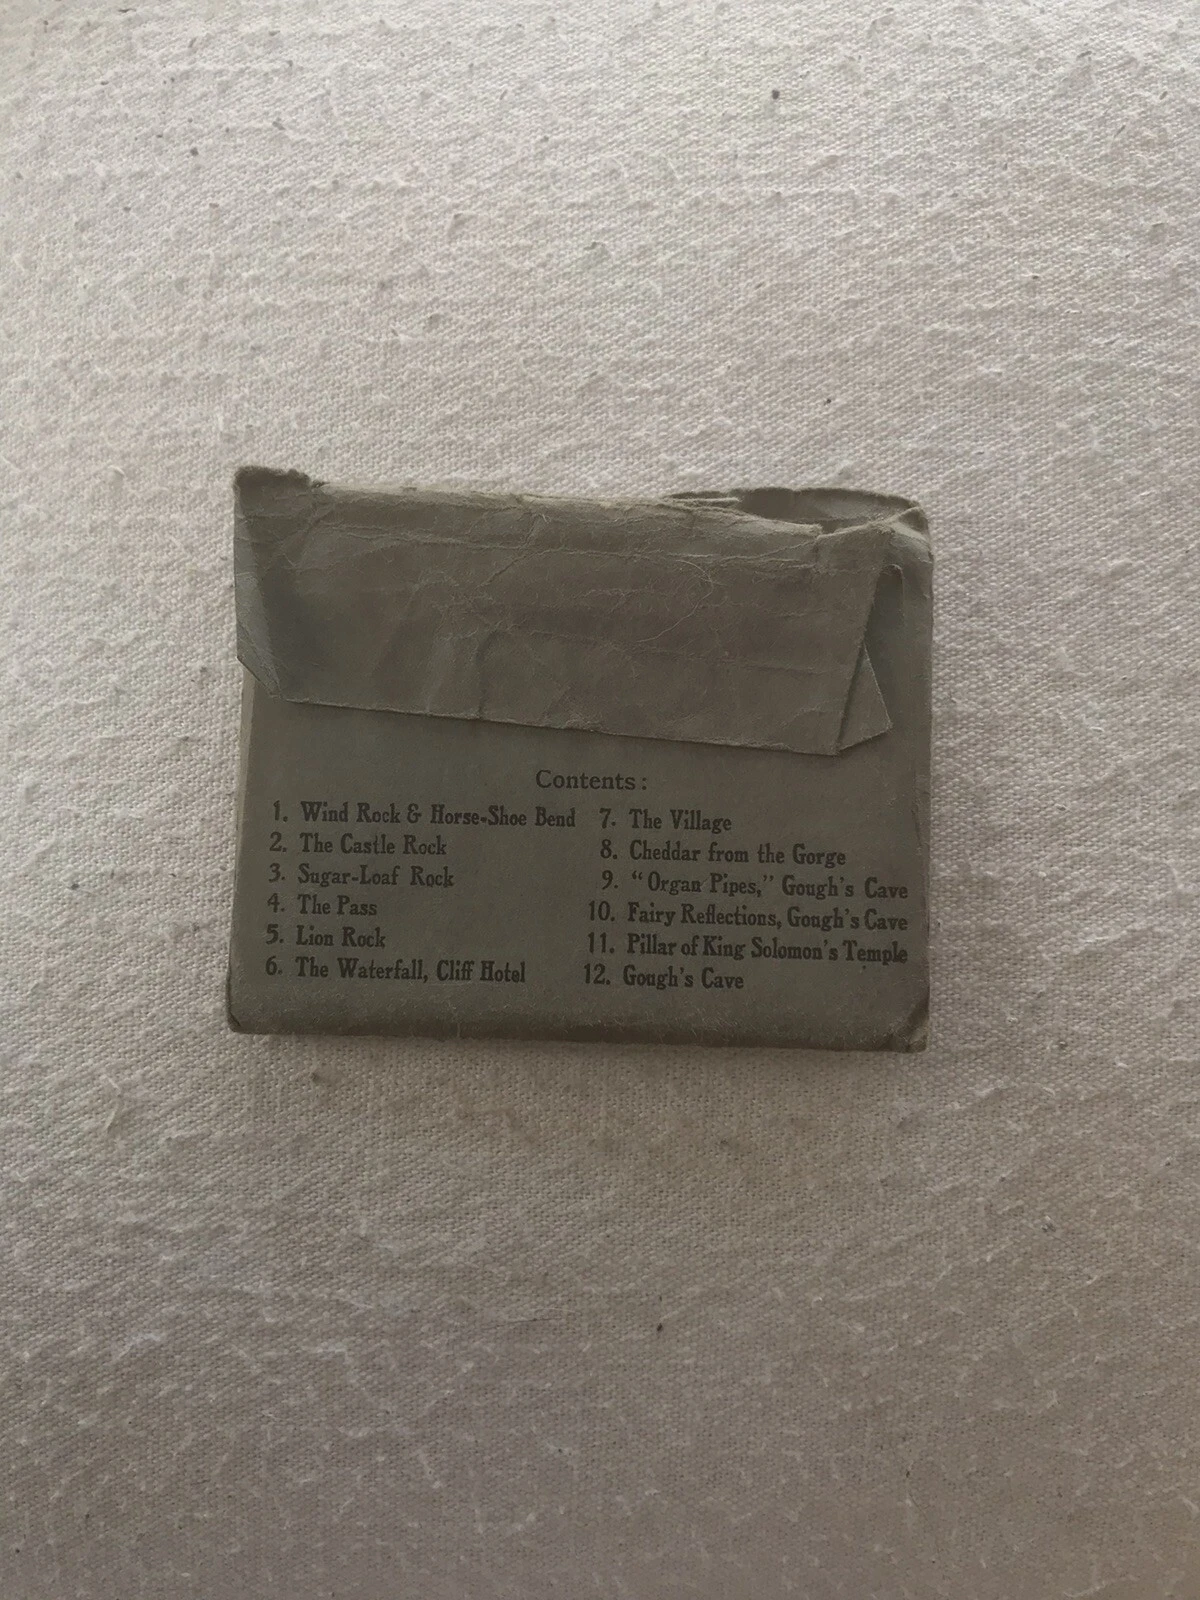 Contents:
1. Wind Rock & Horse-Shoe Bend
2. The Castle Rock
3. Sugar-Loaf Rock
4. The Pass
5. Lion Rock
6. The Waterfall, Cliff Hotel
7. The Village
8. Cheddar from the Gorge
9. "Organ Pipes," Gough's Cave
10. Fairy Reflections, Gough's Cave
11. Pillar of King Solomon's Temple
12. Gough's Cave